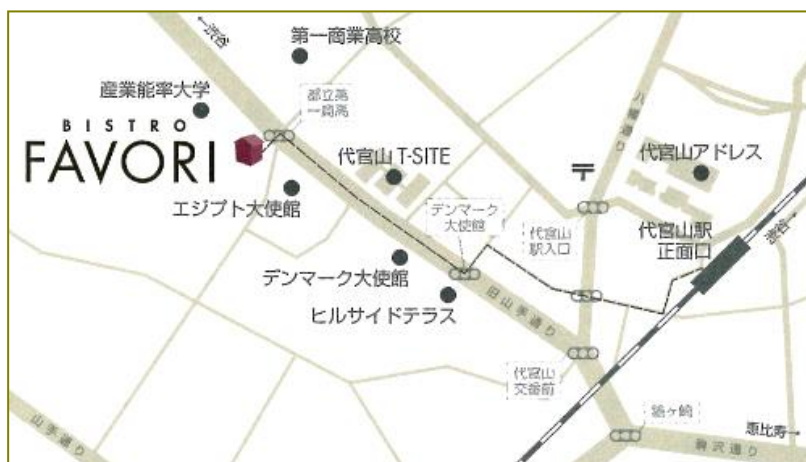 ←渋谷
第一商業高校
産業能率大学
都立第
一商高
BISTRO
FAVORI
代官山 T-SITE
エジプト大使館
デンマーク
大使館
デンマーク大使館
ヒルサイドテラス
旧山手通り
八幡通り
〒
代官山アドレス
代官山
駅入口
代官山駅
正面口
渋谷→
代官山
交番前
鎗ヶ崎
恵比寿→
駒沢通り
山手通り